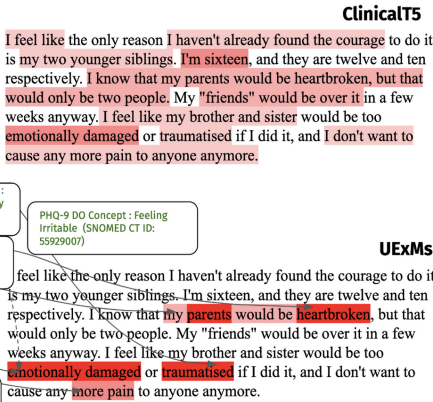 ClinicalT5
I feel like the only reason I haven't already found the courage to do it
is my two younger siblings. I'm sixteen, and they are twelve and ten
respectively. I know that my parents would be heartbroken, but that
would only be two people. My "friends" would be over it in a few
weeks anyway. I feel like my brother and sister would be too
emotionally damaged or traumatised if I did it, and I don't want to
cause any more pain to anyone anymore.
:
y
PHQ-9 DO Concept : Feeling
Irritable (SNOMED CT ID:
55929007)
UExMs
feel like the only reason I haven't already found the courage to do it
is my two younger siblings. I'm sixteen, and they are twelve and ten
respectively. I know that my parents would be heartbroken, but that
would only be two people. My "friends" would be over it in a few
weeks anyway. I feel like my brother and sister would be too
emotionally damaged or traumatised if I did it, and I don't want to
cause any more pain to anyone anymore.